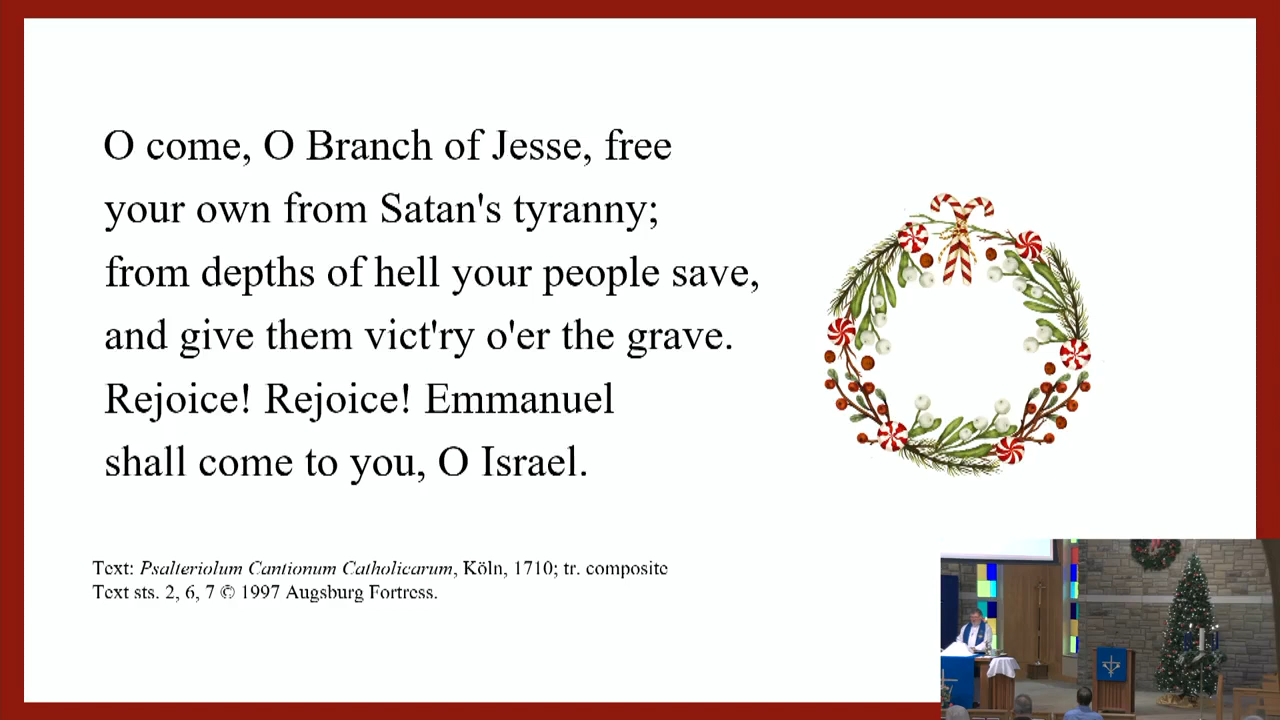 O come, O Branch of Jesse, free
your own from Satan's tyranny;
from depths of hell your people save,
and give them vict'ry o'er the grave.
Rejoice! Rejoice! Emmanuel
shall come to you, O Israel.
Text: Psalteriolum Cantionum Catholicarum, Köln, 1710; tr. composite
Text sts. 2, 6, 7 © 1997 Augsburg Fortress.